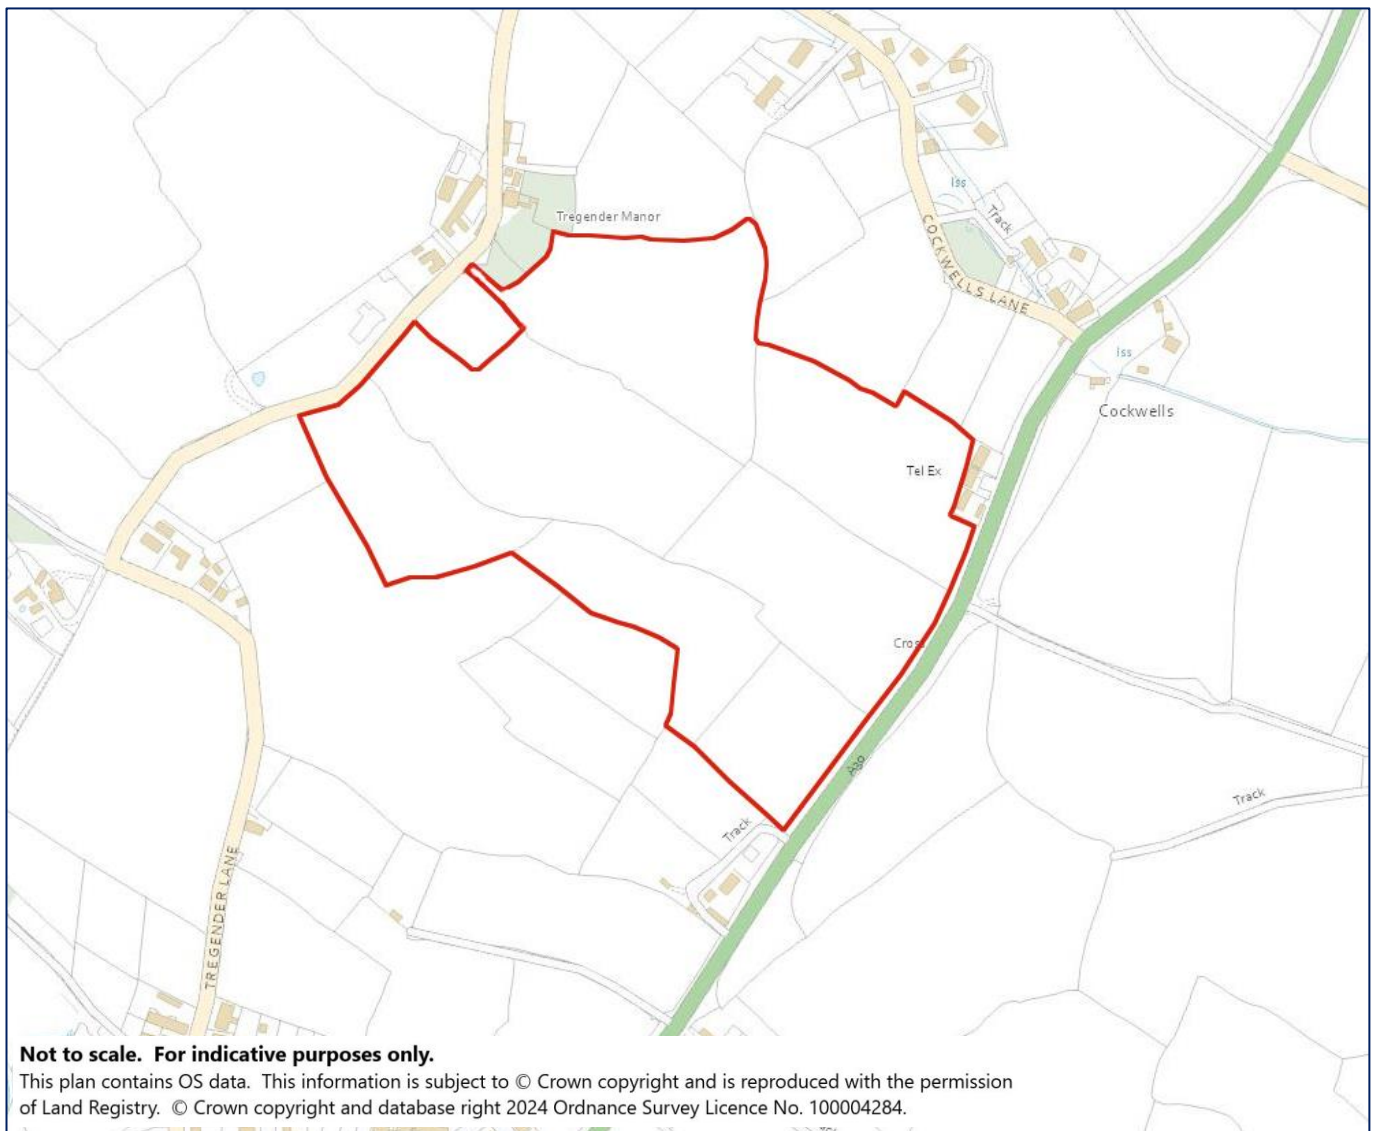 Tregender Manor
Iss
Track
COCKWELLS LANE
Iss
Cockwells
Tel Ex
Cross
A30
Track
Track
TREGENDER LANE
Not to scale. For indicative purposes only.
This plan contains OS data. This information is subject to © Crown copyright and is reproduced with the permission
of Land Registry. © Crown copyright and database right 2024 Ordnance Survey Licence No. 100004284.